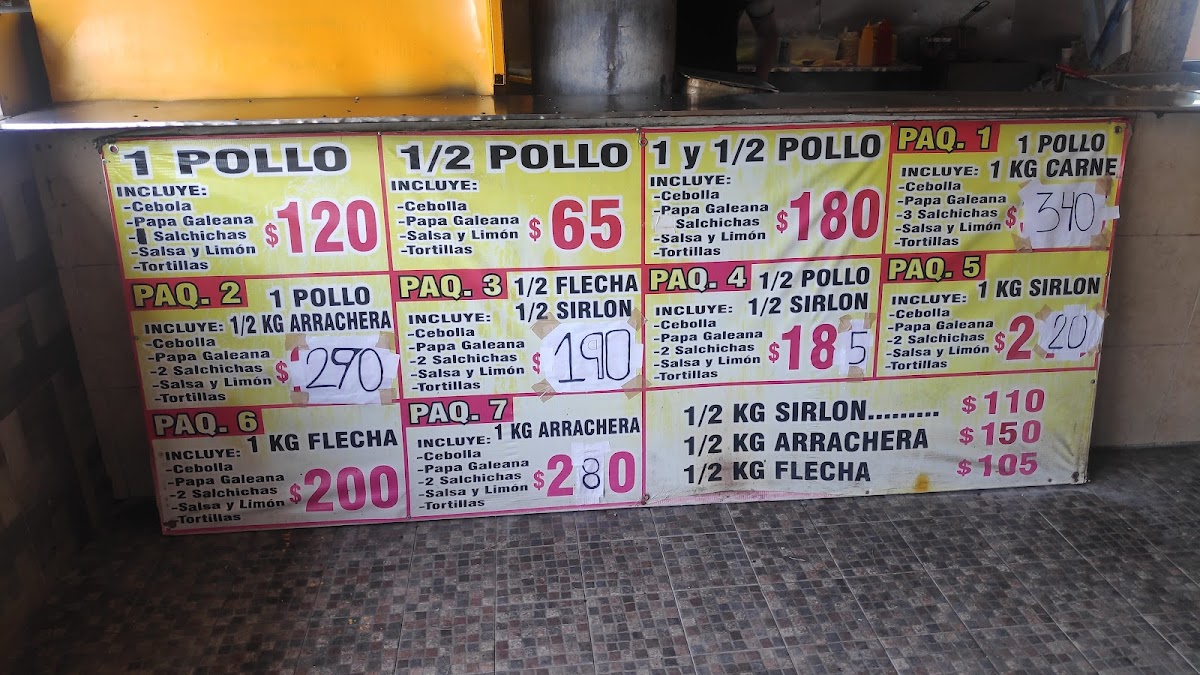 1 POLLO
INCLUYE:
-Cebola
-Papa Galeana
-1 Salchichas
-Salsa y Limón
-Tortillas
$120
1/2 POLLO
INCLUYE:
-Cebolla
-Papa Galeana
-Salchichas
-Salsa y Limón
-Tortillas
$65
1 y 1/2 POLLO
INCLUYE:
-Cebolla
-Papa Galeana
Salchichas
-Salsa y Limón
-Tortillas
$180
PAQ. 1
1 POLLO
1 KG CARNE
INCLUYE:
-Cebolla
-Papa Galeana
-3 Salchichas
-Salsa y Limón
-Tortillas
$340
PAQ. 2
1 POLLO
1/2 KG ARRACHERA
INCLUYE:
-Cebolla
-Papa Galeana
-2 Salchichas
-Salsa y Limón
-Tortillas
$290
PAQ. 3
1/2 FLECHA
1/2 SIRLON
INCLUYE:
-Cebolla
-Papa Galeana
-2 Salchichas
-Salsa y Limón
-Tortillas
$190
PAQ. 4
1/2 POLLO
1/2 SIRLON
INCLUYE:
-Cebolla
-Papa Galeana
-2 Salchichas
-Salsa y Limón
-Tortillas
$185
PAQ. 5
1 KG SIRLON
INCLUYE:
-Cebolla
-Papa Galeana
-2 Salchichas
-Salsa y Limón
-Tortillas
$220
PAQ. 6
1 KG FLECHA
INCLUYE:
-Cebolla
-Papa Galeana
-2 Salchichas
-Salsa y Limón
-Tortillas
$200
PAQ. 7
1 KG ARRACHERA
INCLUYE:
-Cebolla
-Papa Galeana
-2 Salchichas
-Salsa y Limón
-Tortillas
$280
1/2 KG SIRLON......... $110
1/2 KG ARRACHERA $150
1/2 KG FLECHA $105